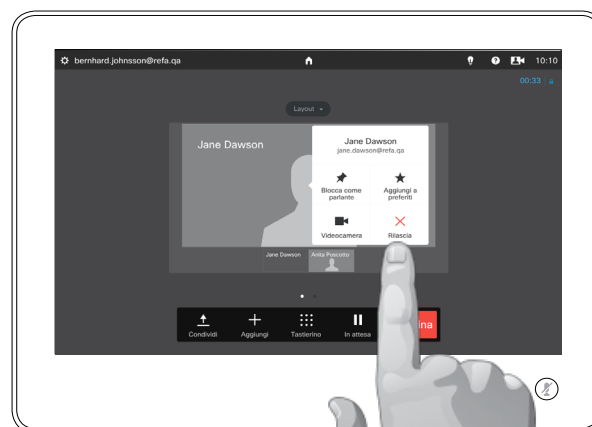 bernhard.johnsson@refa.qa
10:10
00:33
Layout
Jane Dawson
Jane Dawson
jane.dawson@refa.qa
Blocca come
parlante
Aggiungi a
preferiti
Videocamera
Rilascia
Jane Dawson
Anita Poscotto
Condividi
Aggiungi
Tastierino
In attesa
ina